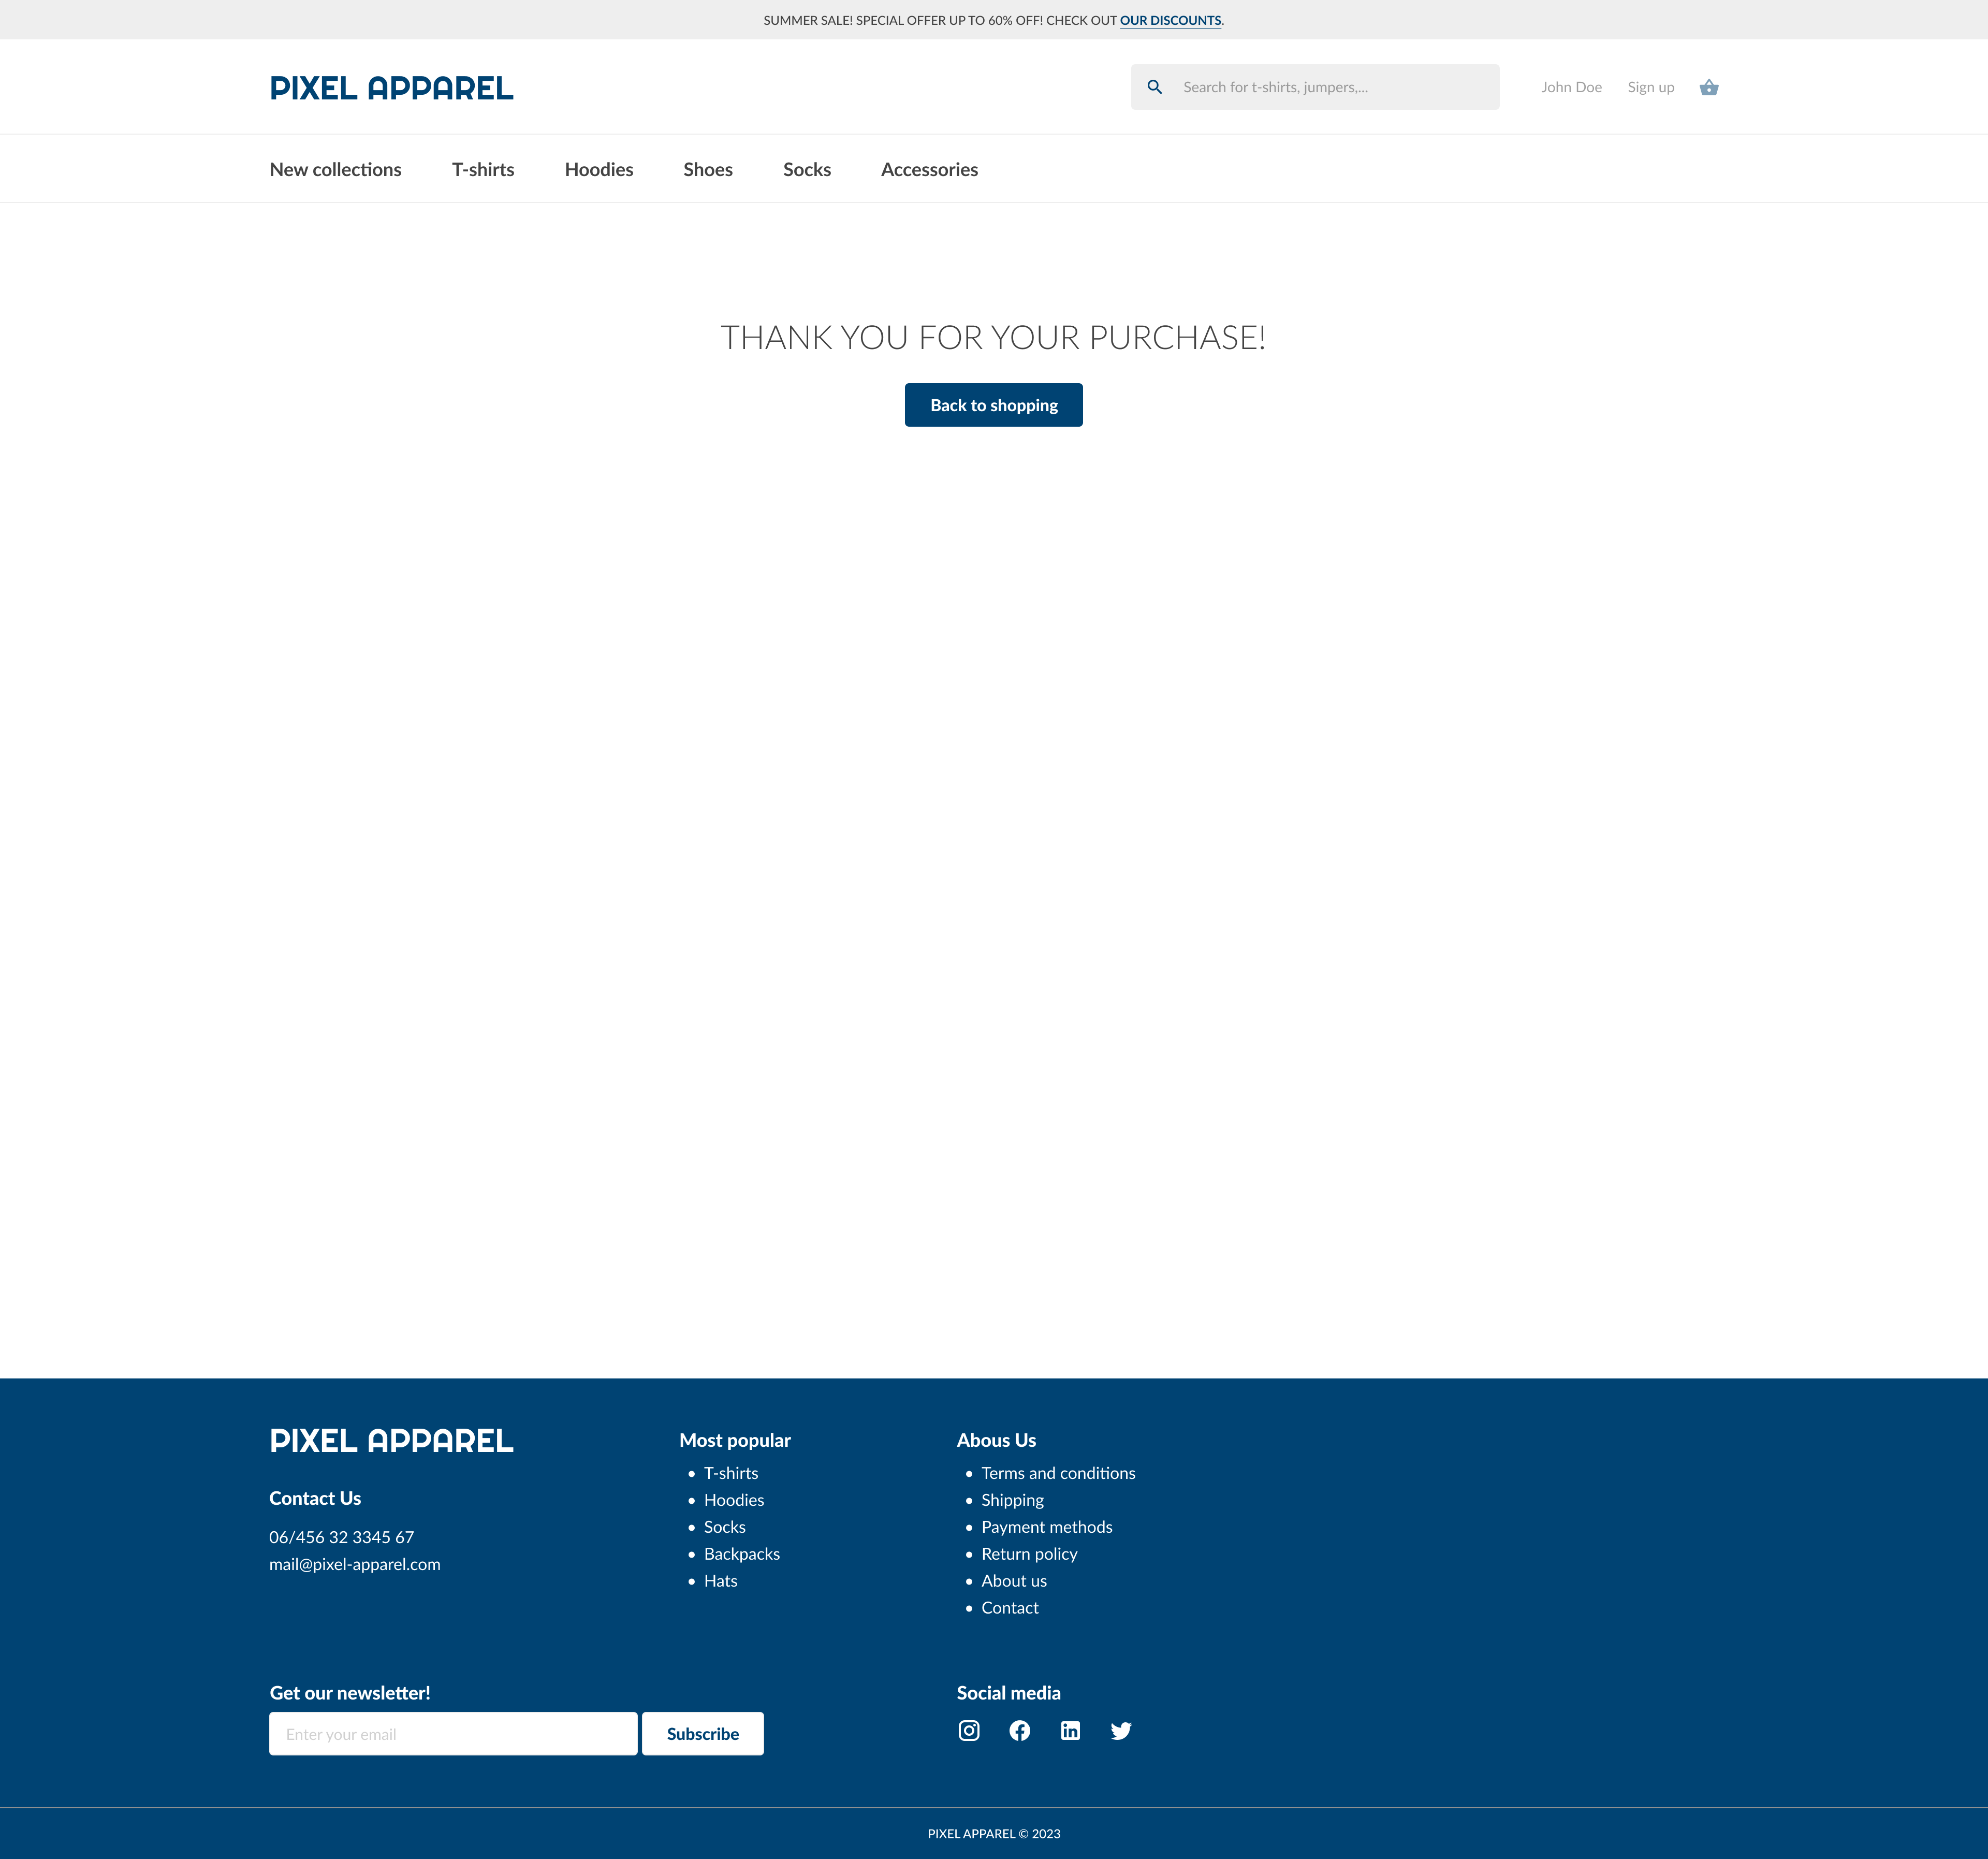 SUMMER SALE! SPECIAL OFFER UP TO 60% OFF! CHECK OUT OUR DISCOUNTS.
PIXEL APPAREL
Search for t-shirts, jumpers,...
John Doe
Sign up
New collections
T-shirts
Hoodies
Shoes
Socks
Accessories
THANK YOU FOR YOUR PURCHASE!
Back to shopping
PIXEL APPAREL
Contact Us
06/456 32 3345 67
mail@pixel-apparel.com
Most popular
T-shirts
Hoodies
Socks
Backpacks
Hats
Abous Us
Terms and conditions
Shipping
Payment methods
Return policy
About us
Contact
Get our newsletter!
Enter your email
Subscribe
Social media
PIXEL APPAREL © 2023